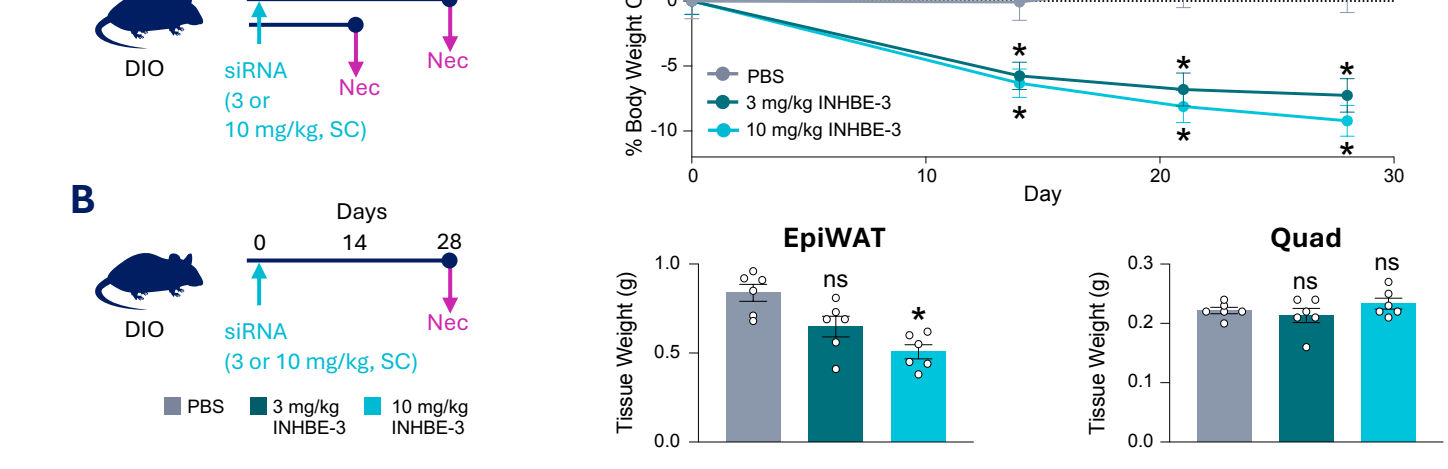 DIO
siRNA
(3 or
10 mg/kg, SC)
Nec
Nec
0
-5
-10
% Body Weight
PBS
3 mg/kg INHBE-3
10 mg/kg INHBE-3
* * *
* * *
0 10 20 30
Day
B
Days
0 14 28
DIO
siRNA
(3 or 10 mg/kg, SC)
Nec
PBS
3 mg/kg
INHBE-3
10 mg/kg
INHBE-3
EpiWAT
Tissue Weight (g)
1.0
0.5
0.0
ns
*
Quad
Tissue Weight (g)
0.3
0.2
0.1
0.0
ns
ns